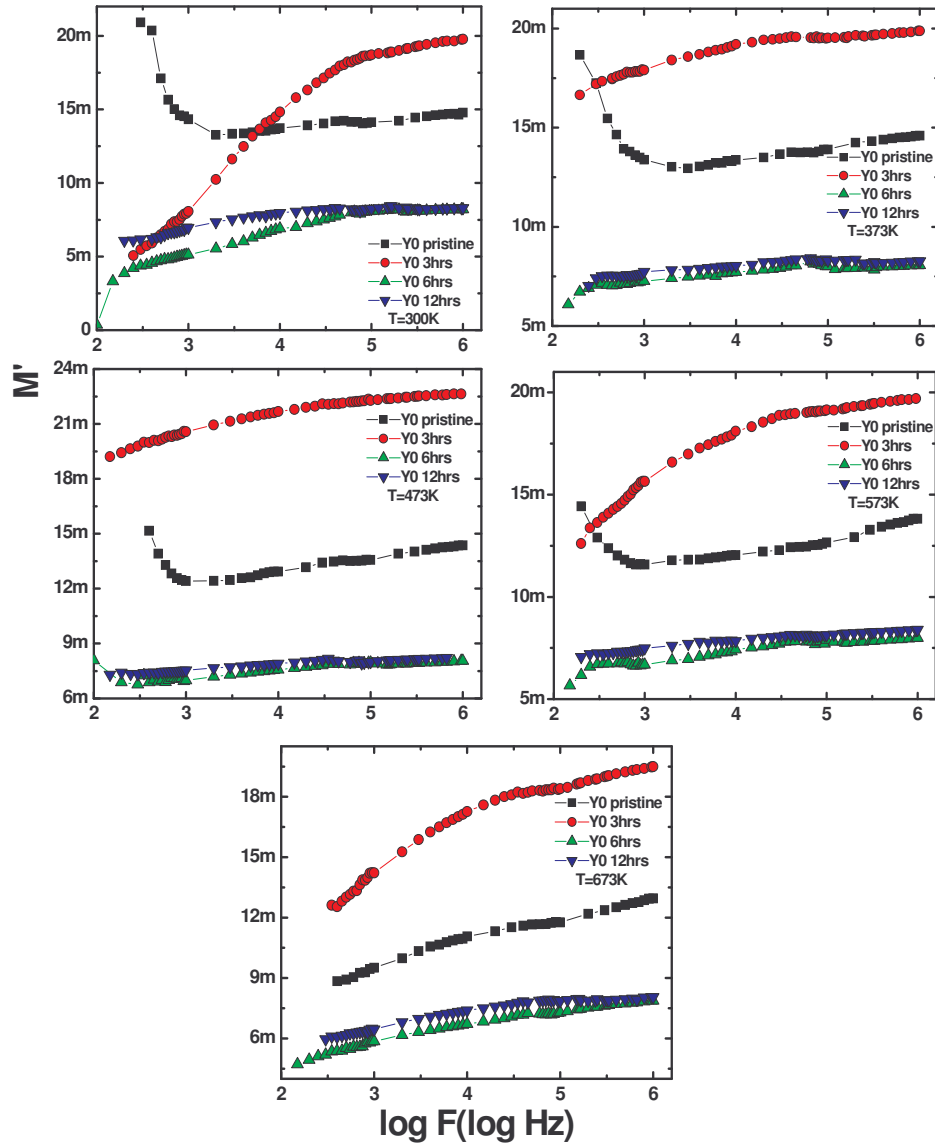 20m
15m
10m
5m
0
Y0 pristine
Y0 3hrs
Y0 6hrs
Y0 12hrs
T=300K
2 3 4 5 6
20m
15m
10m
5m
Y0 pristine
Y0 3hrs
Y0 6hrs
Y0 12hrs
T=373K
2 3 4 5 6
M'
24m
21m
18m
15m
12m
9m
6m
Y0 pristine
Y0 3hrs
Y0 6hrs
Y0 12hrs
T=473K
2 3 4 5 6
20m
15m
10m
5m
Y0 pristine
Y0 3hrs
Y0 6hrs
Y0 12hrs
T=573K
2 3 4 5 6
18m
15m
12m
9m
6m
Y0 pristine
Y0 3hrs
Y0 6hrs
Y0 12hrs
T=673K
2 3 4 5 6
log F(log Hz)